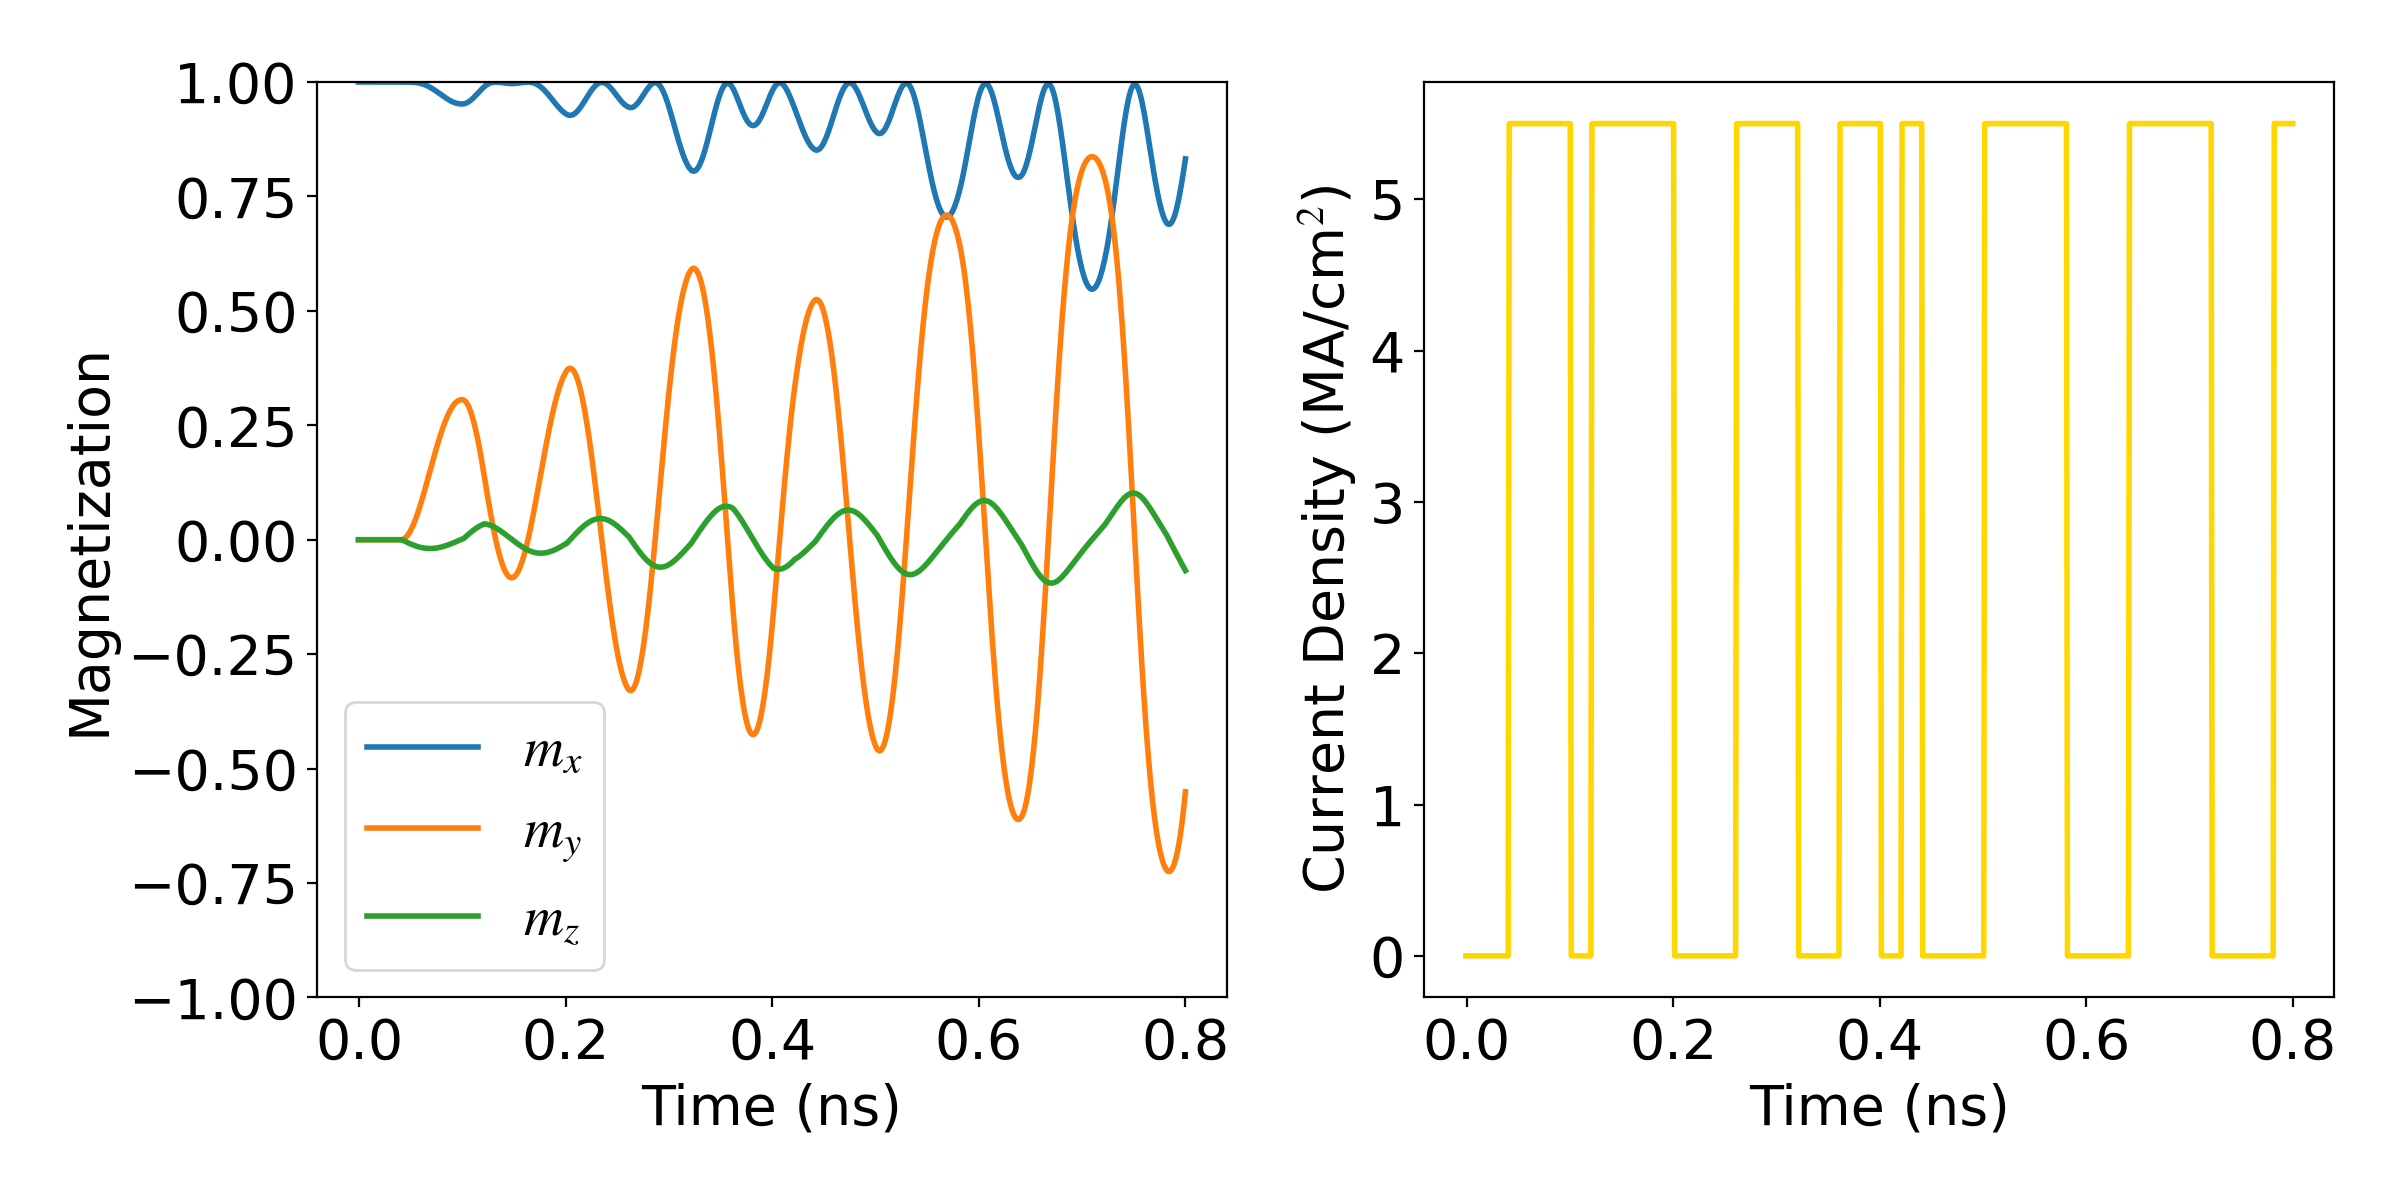 Magnetization
1.00
0.75
0.50
0.25
0.00
−0.25
−0.50
−0.75
−1.00
m_x
m_y
m_z
0.0 0.2 0.4 0.6 0.8
Time (ns)
Current Density (MA/cm²)
5
4
3
2
1
0
0.0 0.2 0.4 0.6 0.8
Time (ns)